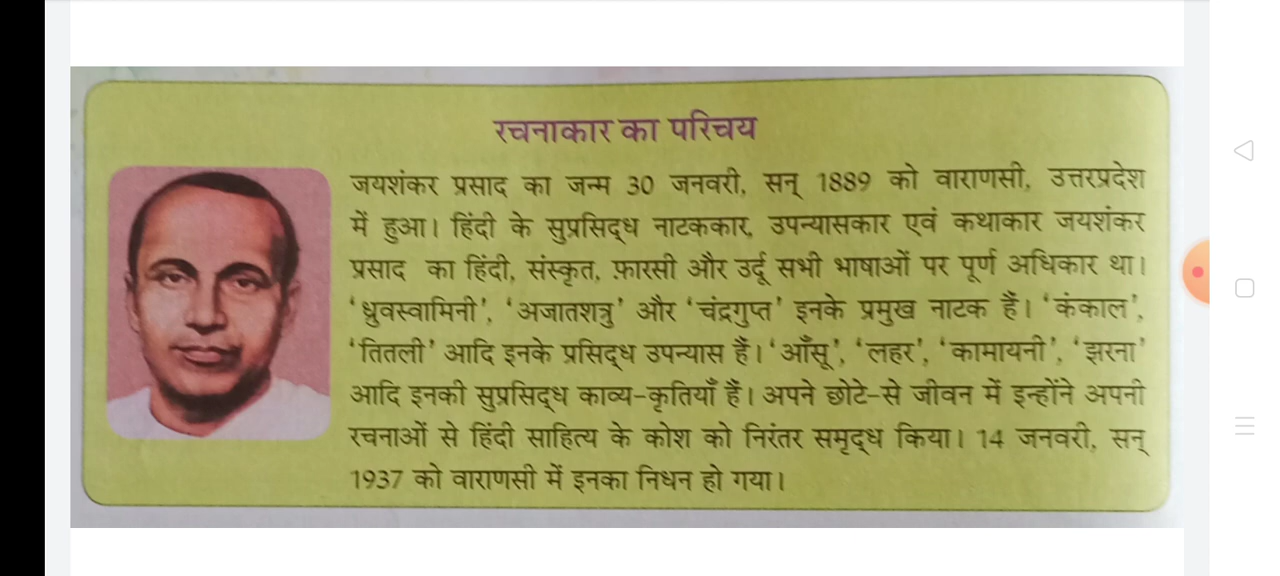 रचनाकार का परिचय
जयशंकर प्रसाद का जन्म 30 जनवरी, सन् 1889 को वाराणसी, उत्तरप्रदेश
में हुआ। हिंदी के सुप्रसिद्ध नाटककार, उपन्यासकार एवं कथाकार जयशंकर
प्रसाद का हिंदी, संस्कृत, फ़ारसी और उर्दू सभी भाषाओं पर पूर्ण अधिकार था।
‘ध्रुवस्वामिनी’, ‘अजातशत्रु’ और ‘चंद्रगुप्त’ इनके प्रमुख नाटक हैं। ‘कंकाल’,
‘तितली’ आदि इनके प्रसिद्ध उपन्यास हैं। ‘आँसू’, ‘लहर’, ‘कामायनी’, ‘झरना’
आदि इनकी सुप्रसिद्ध काव्य-कृतियाँ हैं। अपने छोटे-से जीवन में इन्होंने अपनी
रचनाओं से हिंदी साहित्य के कोश को निरंतर समृद्ध किया। 14 जनवरी, सन्
1937 को वाराणसी में इनका निधन हो गया।